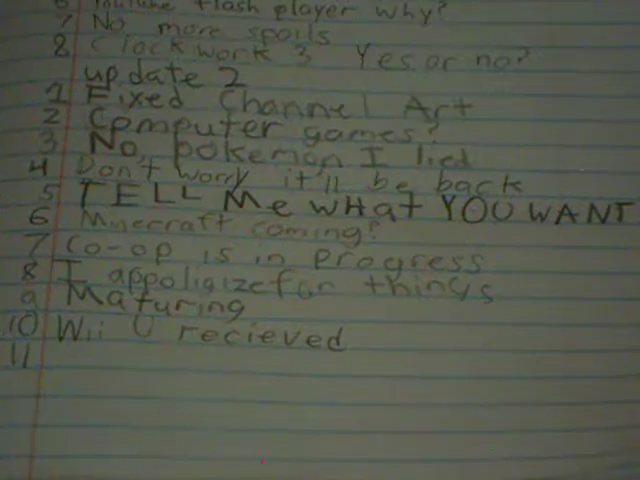 6 Youtube flash player why?
7 No more spoils
8 Clockwork 3 Yes or no?
update 2
1 Fixed Channel Art
2 Computer games?
3 No pokemon I lied
4 Don't worry it'll be back
5 TELL Me wHat YOU WANT
6 Minecraft coming?
7 Co-op is in progress
8 I appoligize for things
9 Maturing
10 Wii U recieved
11